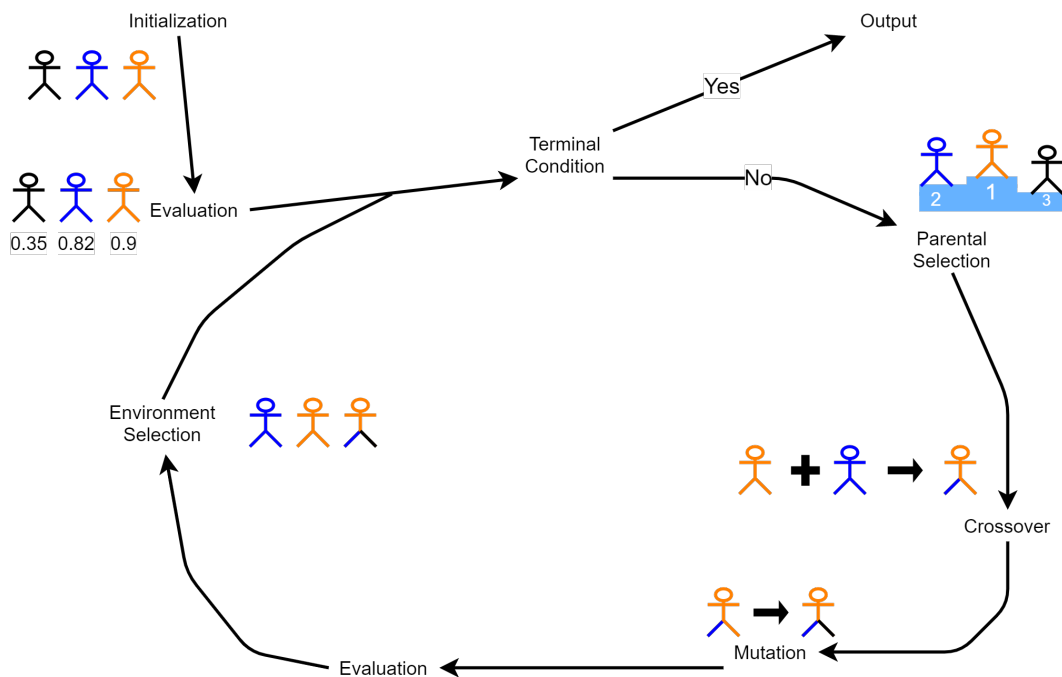 Initialization
Output
Yes
Terminal
Condition
No
2
1
3
Evaluation
0.35
0.82
0.9
Parental
Selection
Environment
Selection
Crossover
Mutation
Evaluation